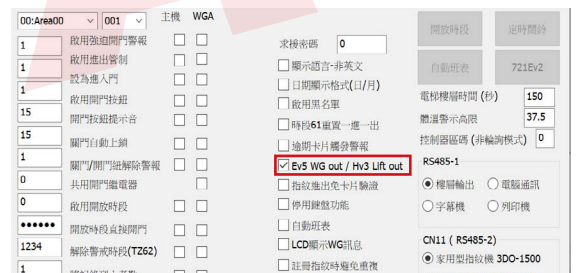 00:Area00 001 主機 WGA
1 啟用強迫開門警報
1 啟用進出管制
1 設為進入門
1 啟用開門按鈕
15 開門按鈕提示音
15 關門自動上鎖
1 關門/開門鈕解除警報
0 共用開門繼電器
0 啟用開放時段
●●●●●● 開放時段直接開門
1234 解除警戒時段(TZ62)
1
求援密碼 0
顯示語言-非英文
日期顯示格式(日/月)
啟用黑名單
時段61重置一進一出
逾期卡片觸發警報
Ev5 WG out / Hv3 Lift out
指紋進出免卡片驗證
停用鍵盤功能
自動班表
LCD顯示WG訊息
註冊指紋時避免重複
開放時段 定時鬧鈴
自動班表 721Ev2
電梯樓層時間 (秒) 150
體溫警示高限 37.5
控制器區碼 (非輪詢模式) 0
RS485-1
樓層輸出 電腦通訊
字幕機 列印機
CN11 ( RS485-2)
家用型指紋機 3DO-1500